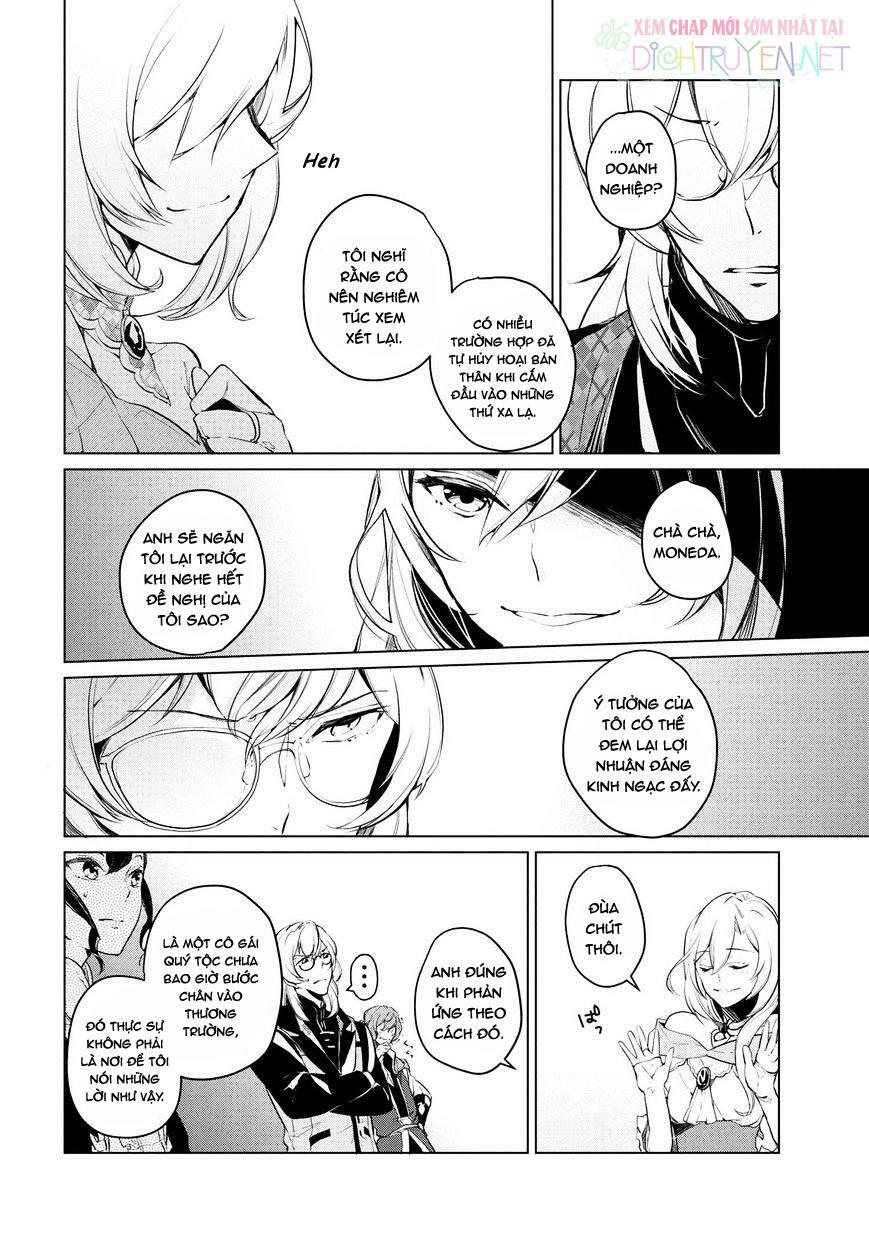 XEM CHAP MỚI SỚM NHẤT TẠI
DICHTRUYEN.NET
...MỘT
DOANH
NGHIỆP?
CÓ NHIỀU
TRƯỜNG HỢP ĐÃ
TỰ HỦY HOẠI BẢN
THÂN KHI CẮM
ĐẦU VÀO NHỮNG
THỨ XA LẠ.
TÔI NGHĨ
RẰNG CÔ
NÊN NGHIÊM
TÚC XEM
XÉT LẠI.
Heh
CHÀ CHÀ,
MONEDA.
ANH SẼ NGĂN
TÔI LẠI TRƯỚC
KHI NGHE HẾT
ĐỀ NGHỊ CỦA
TÔI SAO?
Ý TƯỞNG CỦA
TÔI CÓ THỂ
ĐEM LẠI LỢI
NHUẬN ĐÁNG
KINH NGẠC ĐẤY.
ĐÙA
CHÚT
THÔI.
ぱっ
ANH ĐÚNG
KHI PHẢN
ỨNG THEO
CÁCH ĐÓ.
...
LÀ MỘT CÔ GÁI
QUÝ TỘC CHƯA
BAO GIỜ BƯỚC
CHÂN VÀO
THƯƠNG
TRƯỜNG,
ĐÓ THỰC SỰ
KHÔNG PHẢI
LÀ NƠI ĐỂ TÔI
NÓI NHỮNG
LỜI NHƯ VẬY.